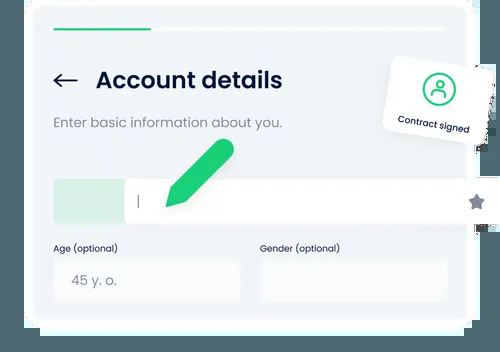 Account details
Contract signed
Enter basic information about you.
Age (optional)
Gender (optional)
45 y. o.